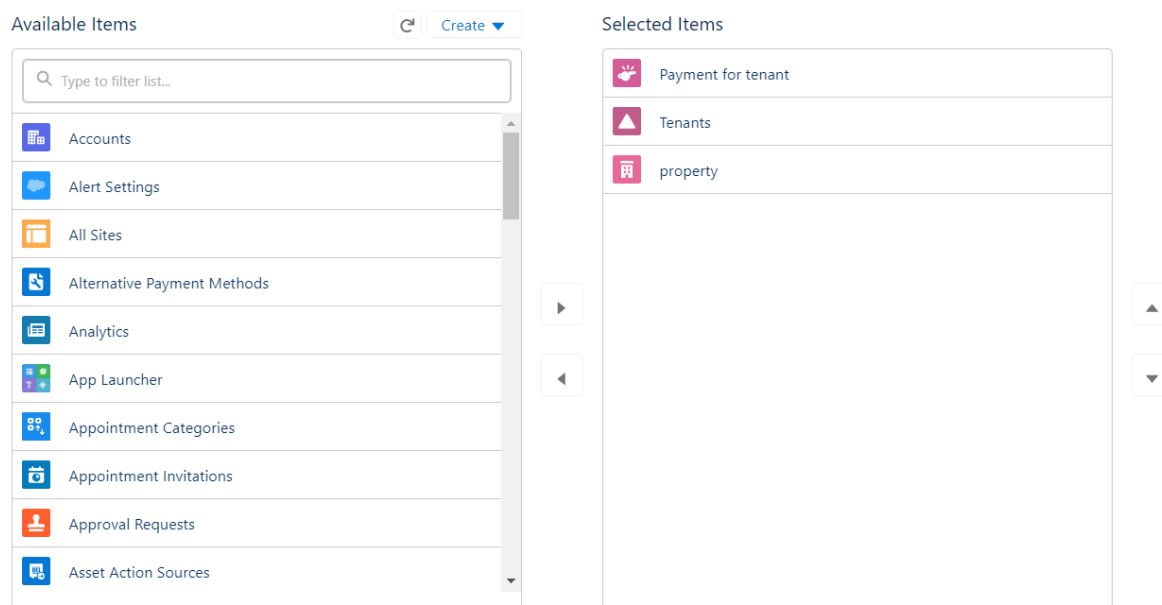 Available Items
Create
Type to filter list...
Accounts
Alert Settings
All Sites
Alternative Payment Methods
Analytics
App Launcher
Appointment Categories
Appointment Invitations
Approval Requests
Asset Action Sources
Selected Items
Payment for tenant
Tenants
property